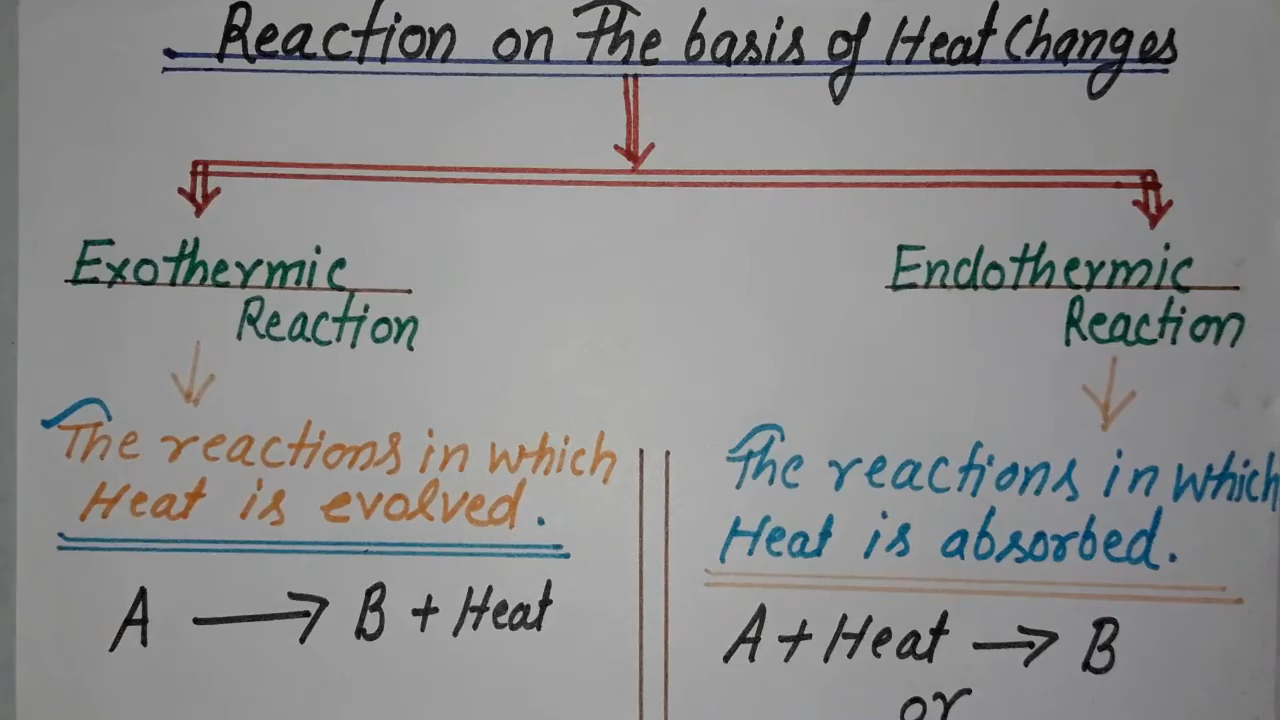 Reaction on The basis of Heat Changes
Exothermic
Reaction
Endothermic
Reaction
The reactions in which
Heat is evolved.
A → B + Heat
The reactions in which
Heat is absorbed.
A + Heat → B
or